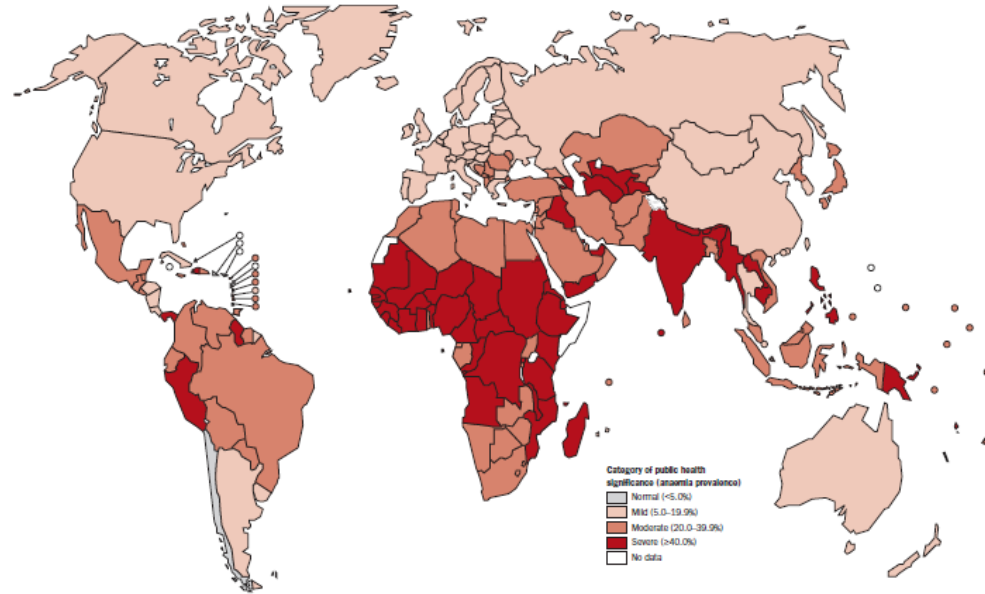 Category of public health
significance (anaemia prevalence)
Normal (<5.0%)
Mild (5.0–19.9%)
Moderate (20.0–39.9%)
Severe (≥40.0%)
No data